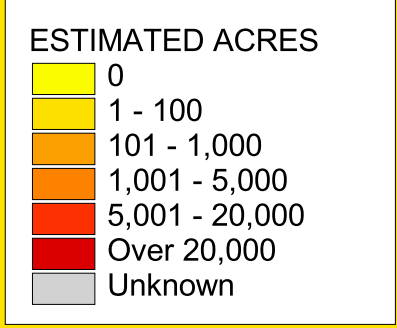 ESTIMATED ACRES
0
1 - 100
101 - 1,000
1,001 - 5,000
5,001 - 20,000
Over 20,000
Unknown